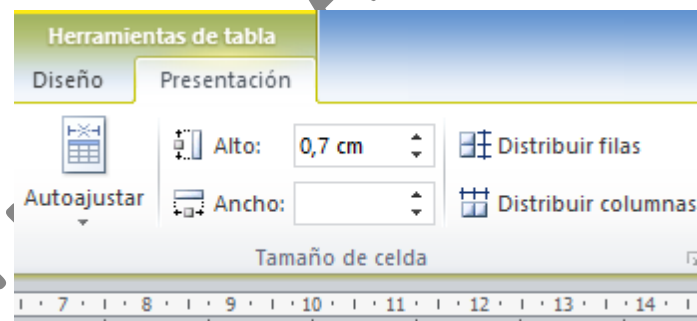 Herramientas de tabla
Diseño Presentación
Alto: 0,7 cm Distribuir filas
Autoajustar Ancho: Distribuir columnas
Tamaño de celda
7 8 9 10 11 12 13 14